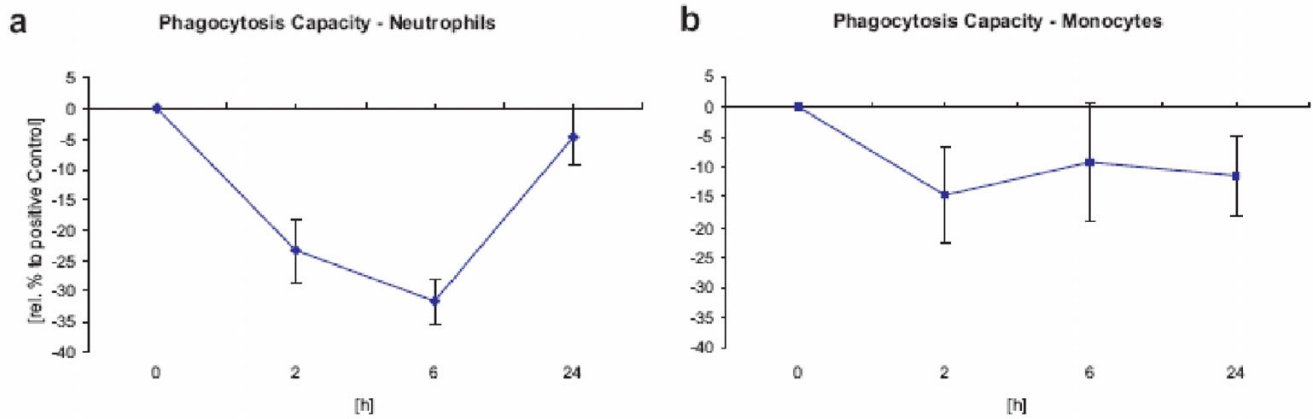 a
Phagocytosis Capacity - Neutrophils
[rel. % to positive Control]
5
0
-5
-10
-15
-20
-25
-30
-35
-40
0 2 6 24
[h]
b
Phagocytosis Capacity - Monocytes
5
0
-5
-10
-15
-20
-25
-30
-35
-40
0 2 6 24
[h]